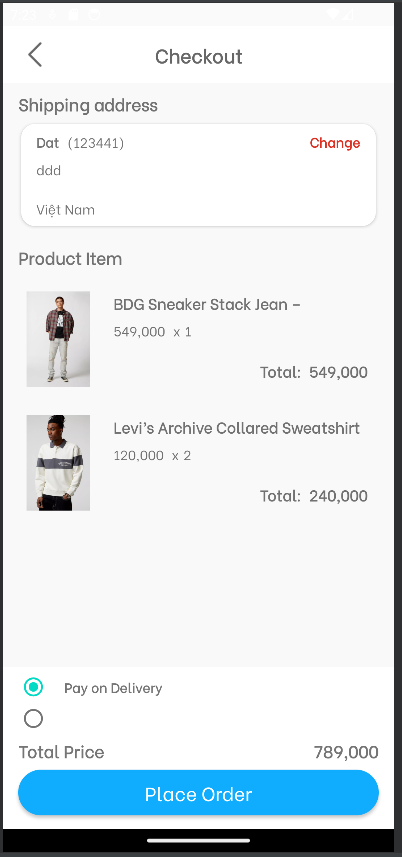 Checkout
Shipping address
Dat (123441) Change
ddd
Việt Nam
Product Item
BDG Sneaker Stack Jean –
549,000 x 1
Total: 549,000
Levi's Archive Collared Sweatshirt
120,000 x 2
Total: 240,000
Pay on Delivery
Total Price 789,000
Place Order